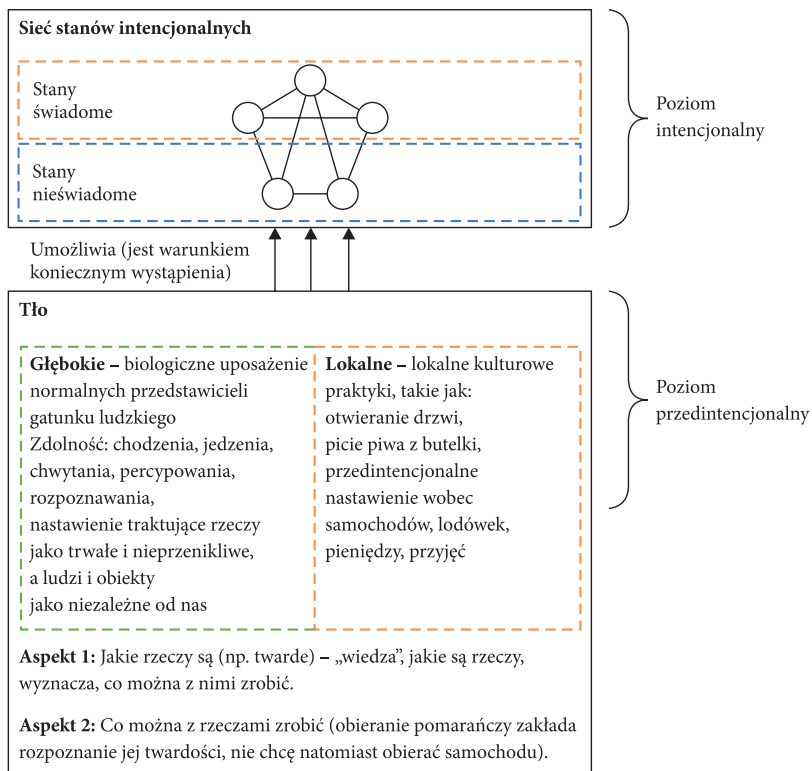 Sieć stanów intencjonalnych
Stany
świadome
Stany
nieświadome
Poziom
intencjonalny
Umożliwia (jest warunkiem
koniecznym wystąpienia)
Tło
Głębokie – biologiczne uposażenie
normalnych przedstawicieli
gatunku ludzkiego
Zdolność: chodzenia, jedzenia,
chwytania, percypowania,
rozpoznawania,
nastawienie traktujące rzeczy
jako trwałe i nieprzenikliwe,
a ludzi i obiekty
jako niezależne od nas
Lokalne – lokalne kulturowe
praktyki, takie jak:
otwieranie drzwi,
picie piwa z butelki,
przedintencjonalne
nastawienie wobec
samochodów, lodówek,
pieniędzy, przyjęć
Poziom
przedintencjonalny
Aspekt 1: Jakie rzeczy są (np. twarde) – „wiedza”, jakie są rzeczy,
wyznacza, co można z nimi zrobić.
Aspekt 2: Co można z rzeczami zrobić (obieranie pomarańczy zakłada
rozpoznanie jej twardości, nie chcę natomiast obierać samochodu).